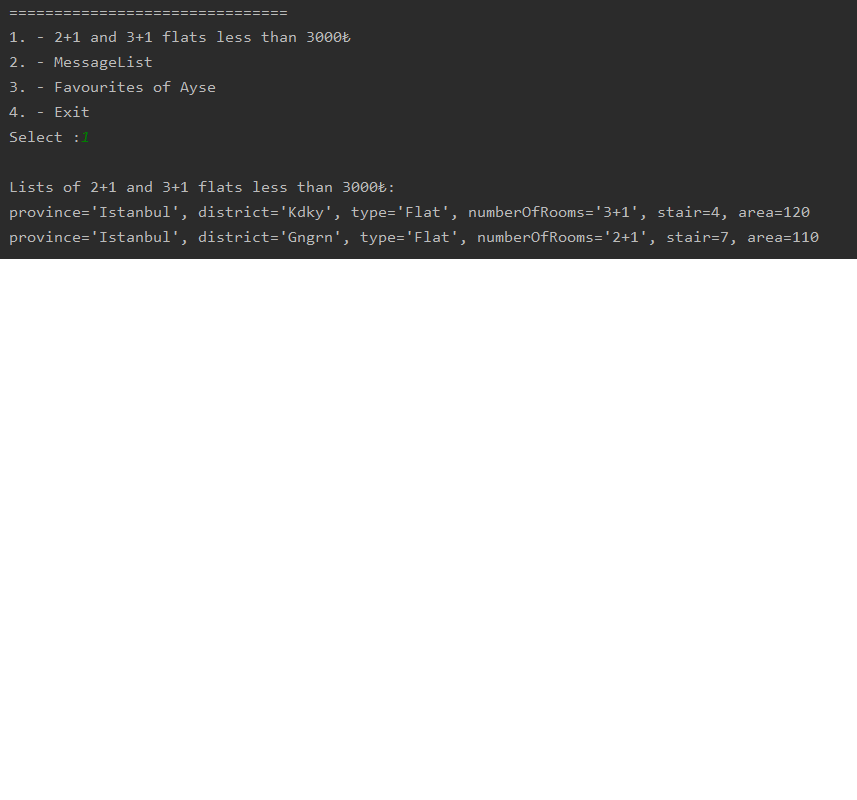 ===============================
1. - 2+1 and 3+1 flats less than 3000₺
2. - MessageList
3. - Favourites of Ayse
4. - Exit
Select :1
Lists of 2+1 and 3+1 flats less than 3000₺:
province='Istanbul', district='Kdky', type='Flat', numberOfRooms='3+1', stair=4, area=120
province='Istanbul', district='Gngrn', type='Flat', numberOfRooms='2+1', stair=7, area=110